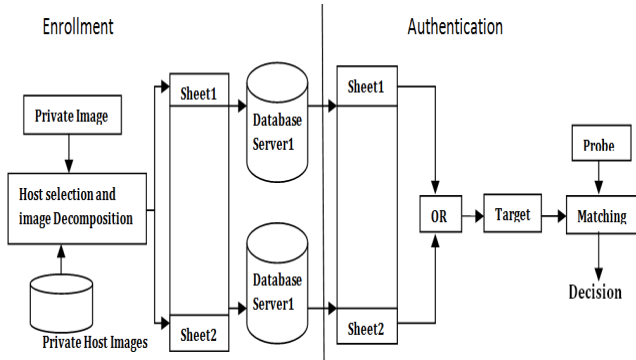 Enrollment
Authentication
Private Image
Host selection and
image Decomposition
Private Host Images
Sheet1
Sheet2
Database
Server1
Database
Server1
Sheet1
Sheet2
OR
Target
Probe
Matching
Decision